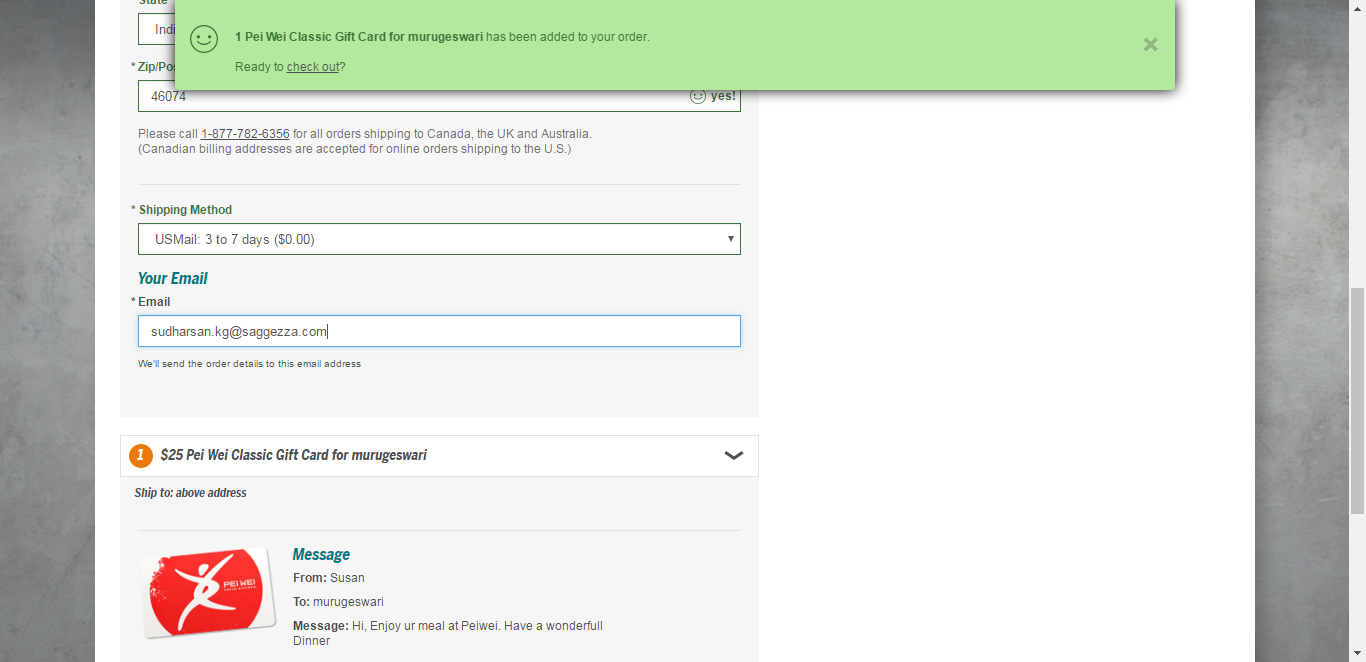 State
Indi
1 Pei Wei Classic Gift Card for murugeswari has been added to your order.
Ready to check out?
* Zip/Pos
46074
yes!
Please call 1-877-782-6356 for all orders shipping to Canada, the UK and Australia.
(Canadian billing addresses are accepted for online orders shipping to the U.S.)
* Shipping Method
USMail: 3 to 7 days ($0.00)
Your Email
* Email
sudharsan.kg@saggezza.com
We'll send the order details to this email address
1 $25 Pei Wei Classic Gift Card for murugeswari
Ship to: above address
PEI WEI
Message
From: Susan
To: murugeswari
Message: Hi, Enjoy ur meal at Peiwei. Have a wonderfull
Dinner